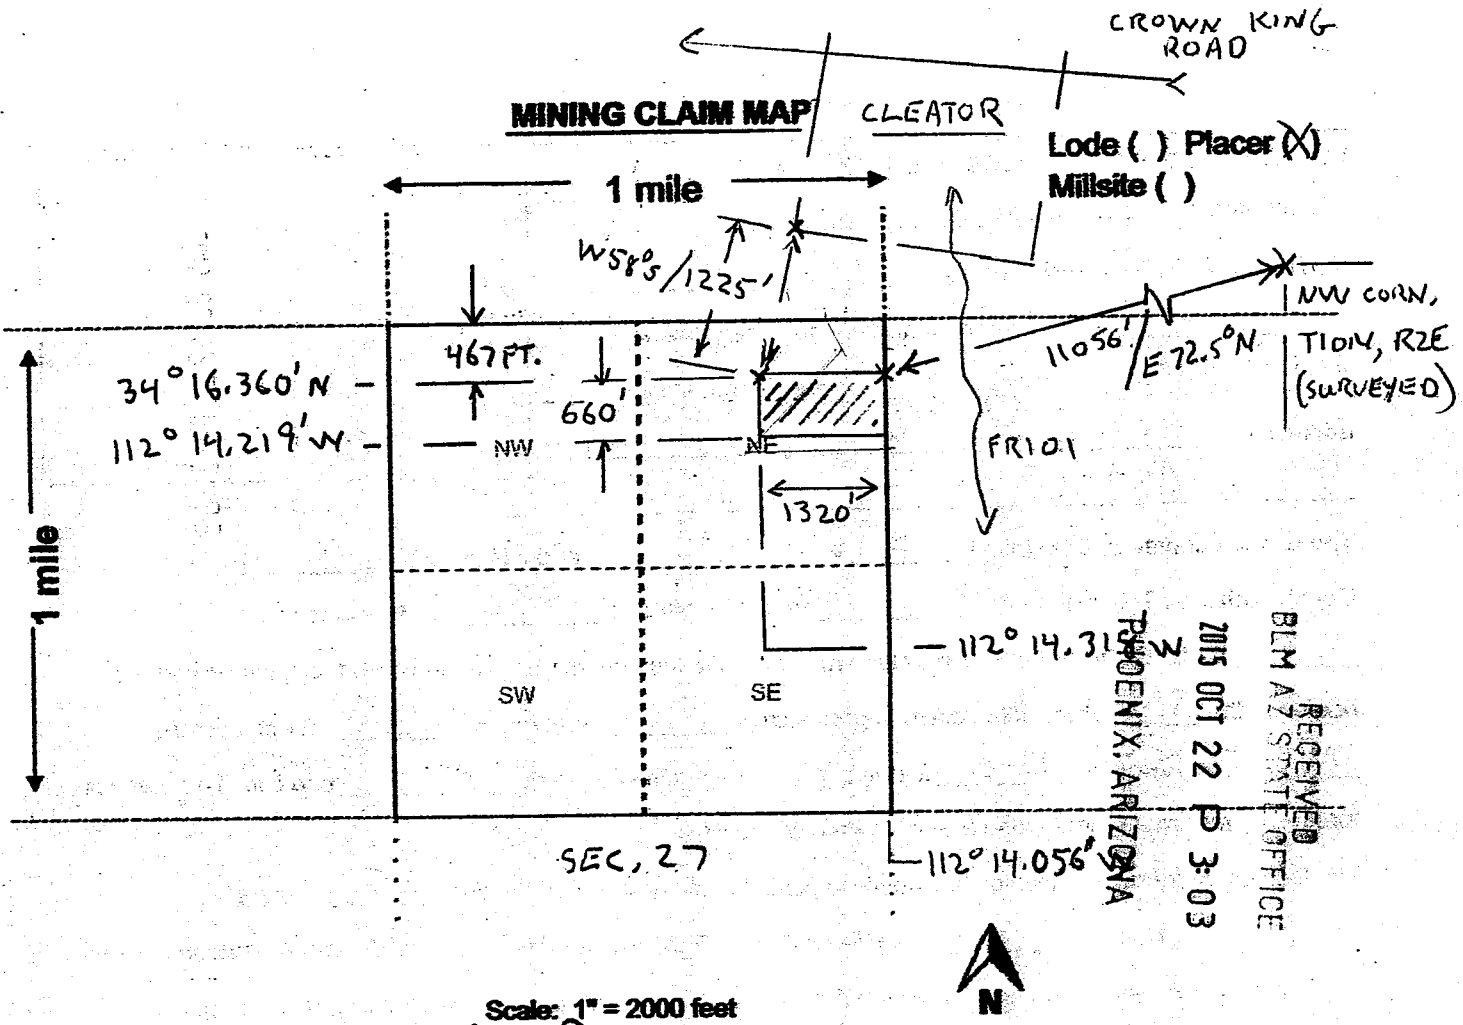 CROWN KING
ROAD
MINING CLAIM MAP
CLEATOR
Lode ( ) Placer (X)
Millsite ( )
1 mile
W58°S/1225'
467 FT.
660'
34° 16.360' N
112° 14.219' W
NW
NE
1320'
11056'/E 72.5° N
NW CORN,
T10N, R2E
(SURVEYED)
FR101
1 mile
SW
SE
112° W
SEC, 27
112° 14.056'
RECEIVED
BLM AZ STATE OFFICE
2015 OCT 22 P 3:03
PHOENIX, ARIZONA
N
Scale: 1" = 2000 feet